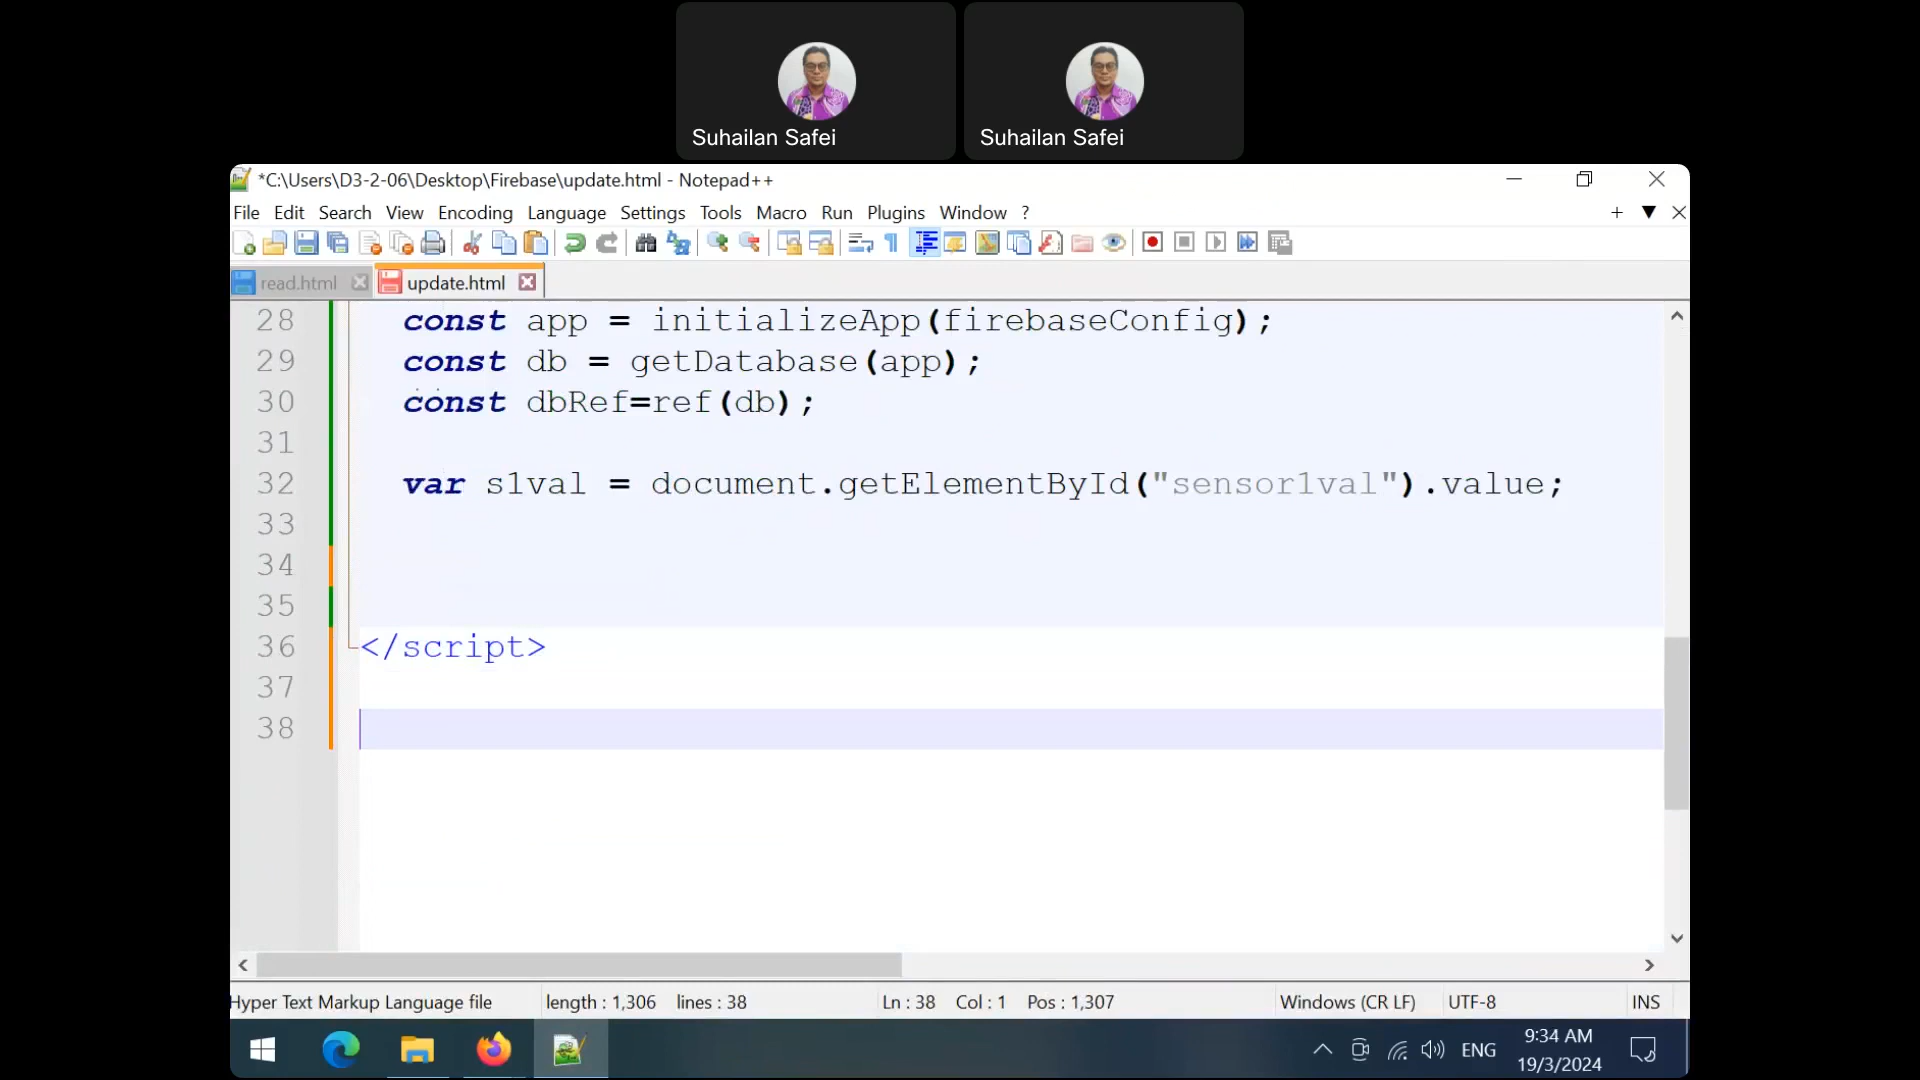 Suhailan Safei
Suhailan Safei
*C:\Users\D3-2-06\Desktop\Firebase\update.html - Notepad++
File Edit Search View Encoding Language Settings Tools Macro Run Plugins Window ?
read.html
update.html
28 const app = initializeApp(firebaseConfig);
29 const db = getDatabase(app);
30 const dbRef=ref(db);
31
32 var s1val = document.getElementById("sensor1val").value;
33
34
35
36 </script>
37
38
Hyper Text Markup Language file length : 1,306 lines : 38 Ln : 38 Col : 1 Pos : 1,307 Windows (CR LF) UTF-8 INS
ENG
9:34 AM
19/3/2024